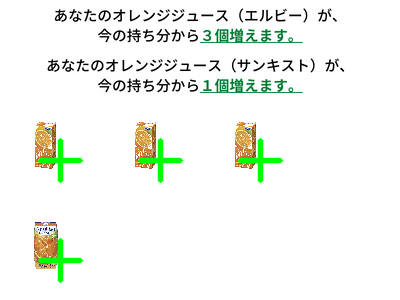 あなたのオレンジジュース（エルビー）が、
今の持ち分から３個増えます。
あなたのオレンジジュース（サンキスト）が、
今の持ち分から１個増えます。